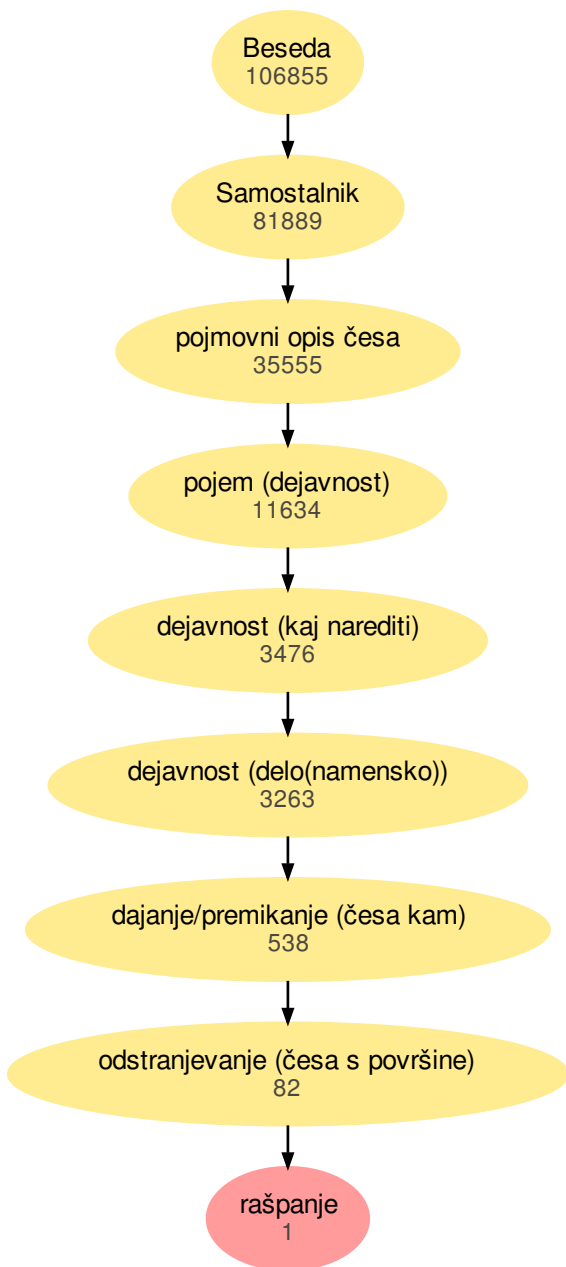 Beseda
106855
Samostalnik
81889
pojmovni opis česa
35555
pojem (dejavnost)
11634
dejavnost (kaj narediti)
3476
dejavnost (delo(namensko))
3263
dajanje/premikanje (česa kam)
538
odstranjevanje (česa s površine)
82
rašpanje
1